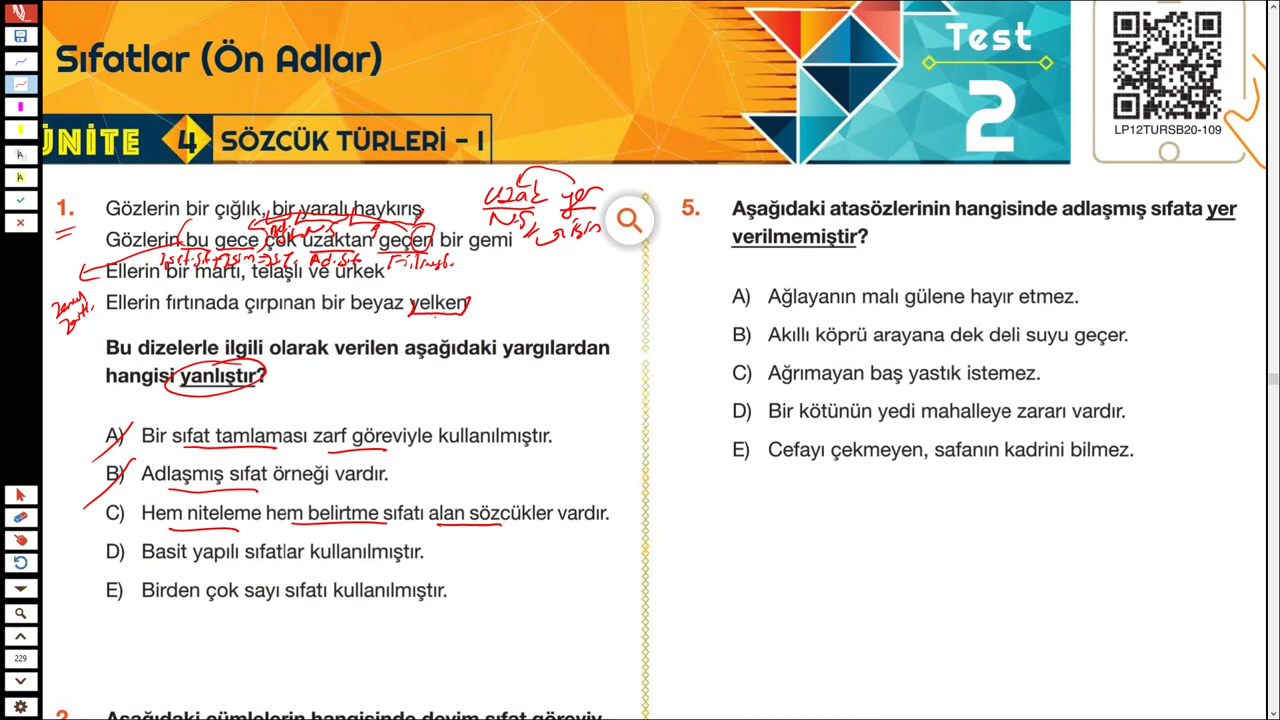 Sıfatlar (Ön Adlar)
Test
2
LP12TURSB20-109
ÜNİTE 4 SÖZCÜK TÜRLERİ - I
1.
Gözlerin bir çığlık, bir yaralı haykırış
Gözlerin bu gece çok uzaktan geçen bir gemi
Ellerin bir martı, telaşlı ve ürkek
Ellerin fırtınada çırpınan bir beyaz yelken
uzak yer
Bu dizelerle ilgili olarak verilen aşağıdaki yargılardan
hangisi yanlıştır?
A) Bir sıfat tamlaması zarf göreviyle kullanılmıştır.
B) Adlaşmış sıfat örneği vardır.
C) Hem niteleme hem belirtme sıfatı alan sözcükler vardır.
D) Basit yapılı sıfatlar kullanılmıştır.
E) Birden çok sayı sıfatı kullanılmıştır.
5. Aşağıdaki atasözlerinin hangisinde adlaşmış sıfata yer
verilmemiştir?
A) Ağlayanın malı gülene hayır etmez.
B) Akıllı köprü arayana dek deli suyu geçer.
C) Ağrımayan baş yastık istemez.
D) Bir kötünün yedi mahalleye zararı vardır.
E) Cefayı çekmeyen, safanın kadrini bilmez.
229